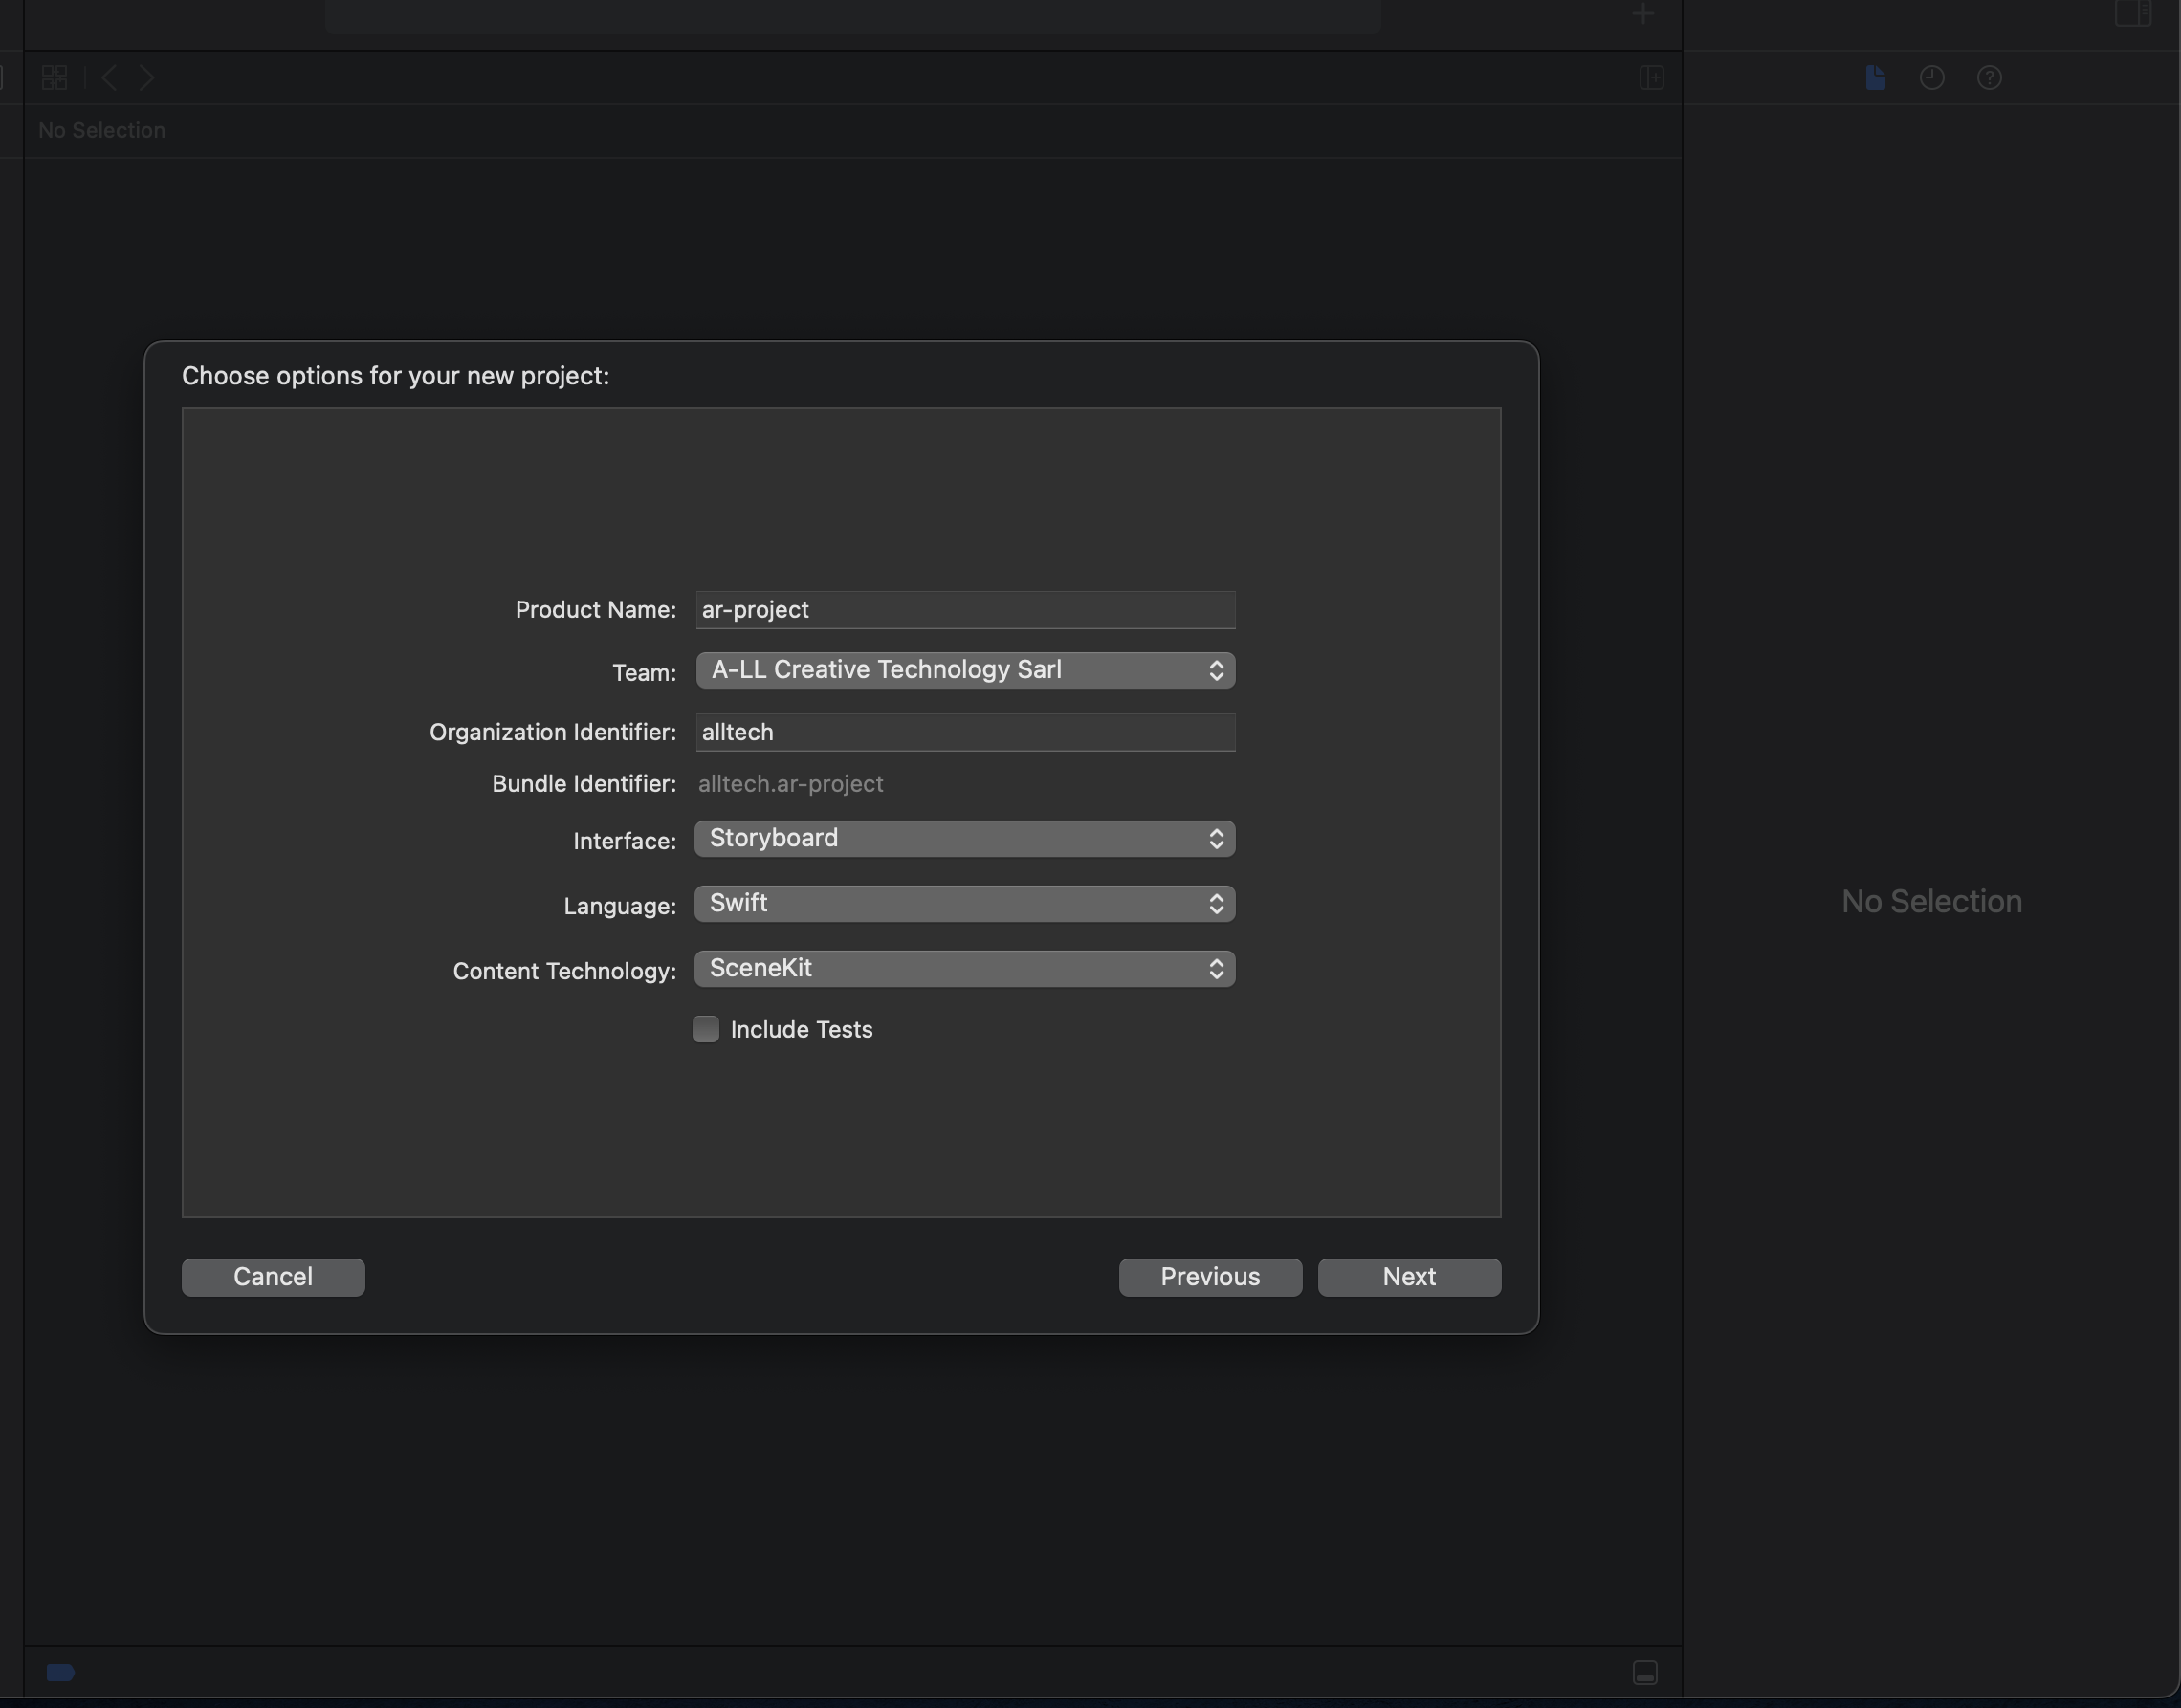 No Selection
Choose options for your new project:
Product Name: ar-project
Team: A-LL Creative Technology Sarl
Organization Identifier: alltech
Bundle Identifier: alltech.ar-project
Interface: Storyboard
Language: Swift
Content Technology: SceneKit
Include Tests
Cancel
Previous
Next
No Selection